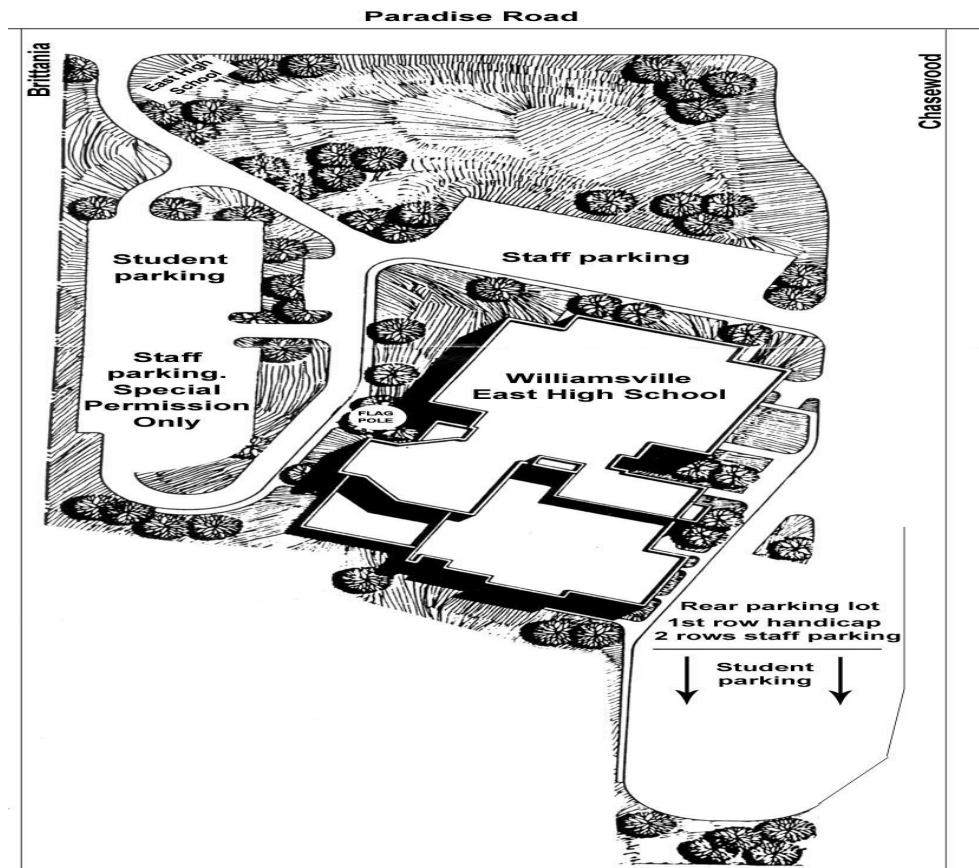 Paradise Road
Brittania
Chasewood
East High
School
Student
parking
Staff parking
Staff
parking.
Special
Permission
Only
Williamsville
East High School
FLAG
POLE
Rear parking lot
1st row handicap
2 rows staff parking
Student
parking